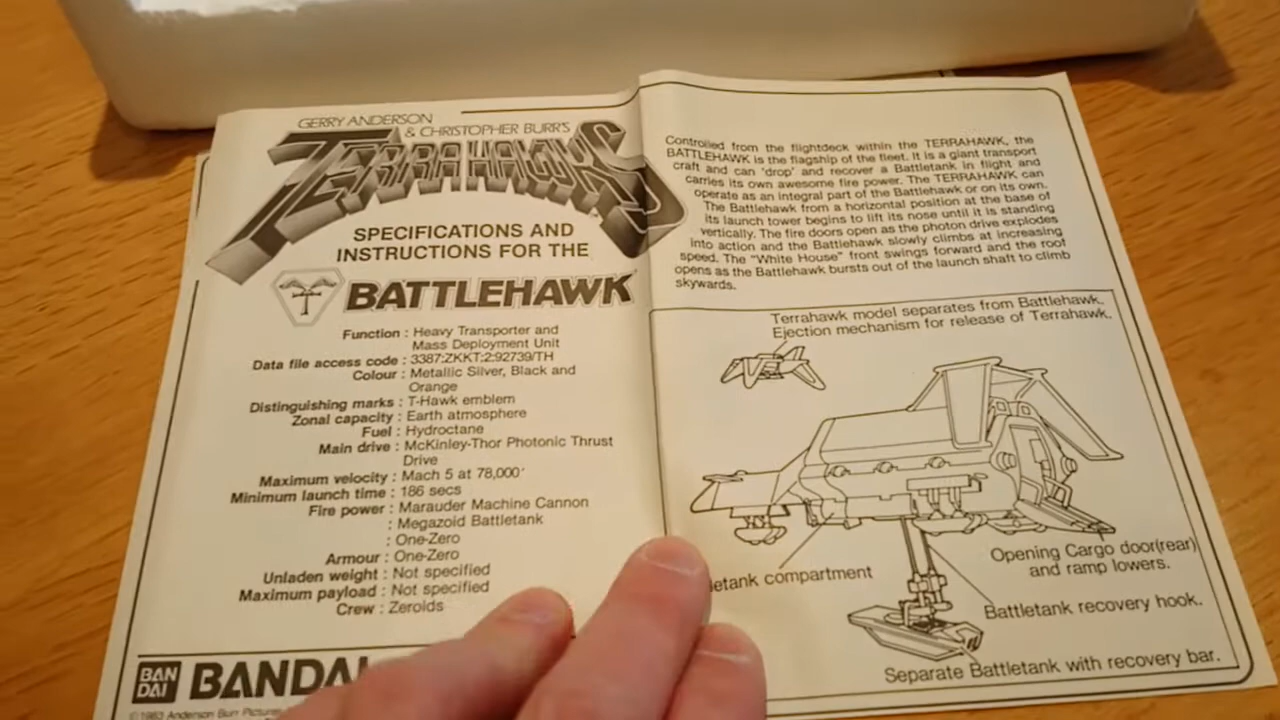 GERRY ANDERSON
& CHRISTOPHER BURR'S
TERRAHAWKS
SPECIFICATIONS AND
INSTRUCTIONS FOR THE
BATTLEHAWK
Function : Heavy Transporter and
Mass Deployment Unit
Data file access code : 3387:ZKKT:2:92739/TH
Colour : Metallic Silver, Black and
Orange
Distinguishing marks : T-Hawk emblem
Zonal capacity : Earth atmosphere
Fuel : Hydroctane
Main drive : McKinley-Thor Photonic Thrust
Drive
Maximum velocity : Mach 5 at 78,000'
Minimum launch time : 186 secs
Fire power : Marauder Machine Cannon
: Megazoid Battletank
: One-Zero
Armour : One-Zero
Unladen weight : Not specified
Maximum payload : Not specified
Crew : Zeroids
BAN
DAI
BANDAI
©1983 Anderson Burr Pictures
Controlled from the flightdeck within the TERRAHAWK, the
BATTLEHAWK is the flagship of the fleet. It is a giant transport
craft and can 'drop' and recover a Battletank in flight and
carries its own awesome fire power. The TERRAHAWK can
operate as an integral part of the Battlehawk or on its own.
The Battlehawk from a horizontal position at the base of
its launch tower begins to lift its nose until it is standing
vertically. The fire doors open as the photon drive explodes
into action and the Battlehawk slowly climbs at increasing
speed. The "White House" front swings forward and the roof
opens as the Battlehawk bursts out of the launch shaft to climb
skywards.
Terrahawk model separates from Battlehawk.
Ejection mechanism for release of Terrahawk.
letank compartment
Opening Cargo door(rear)
and ramp lowers.
Battletank recovery hook.
Separate Battletank with recovery bar.